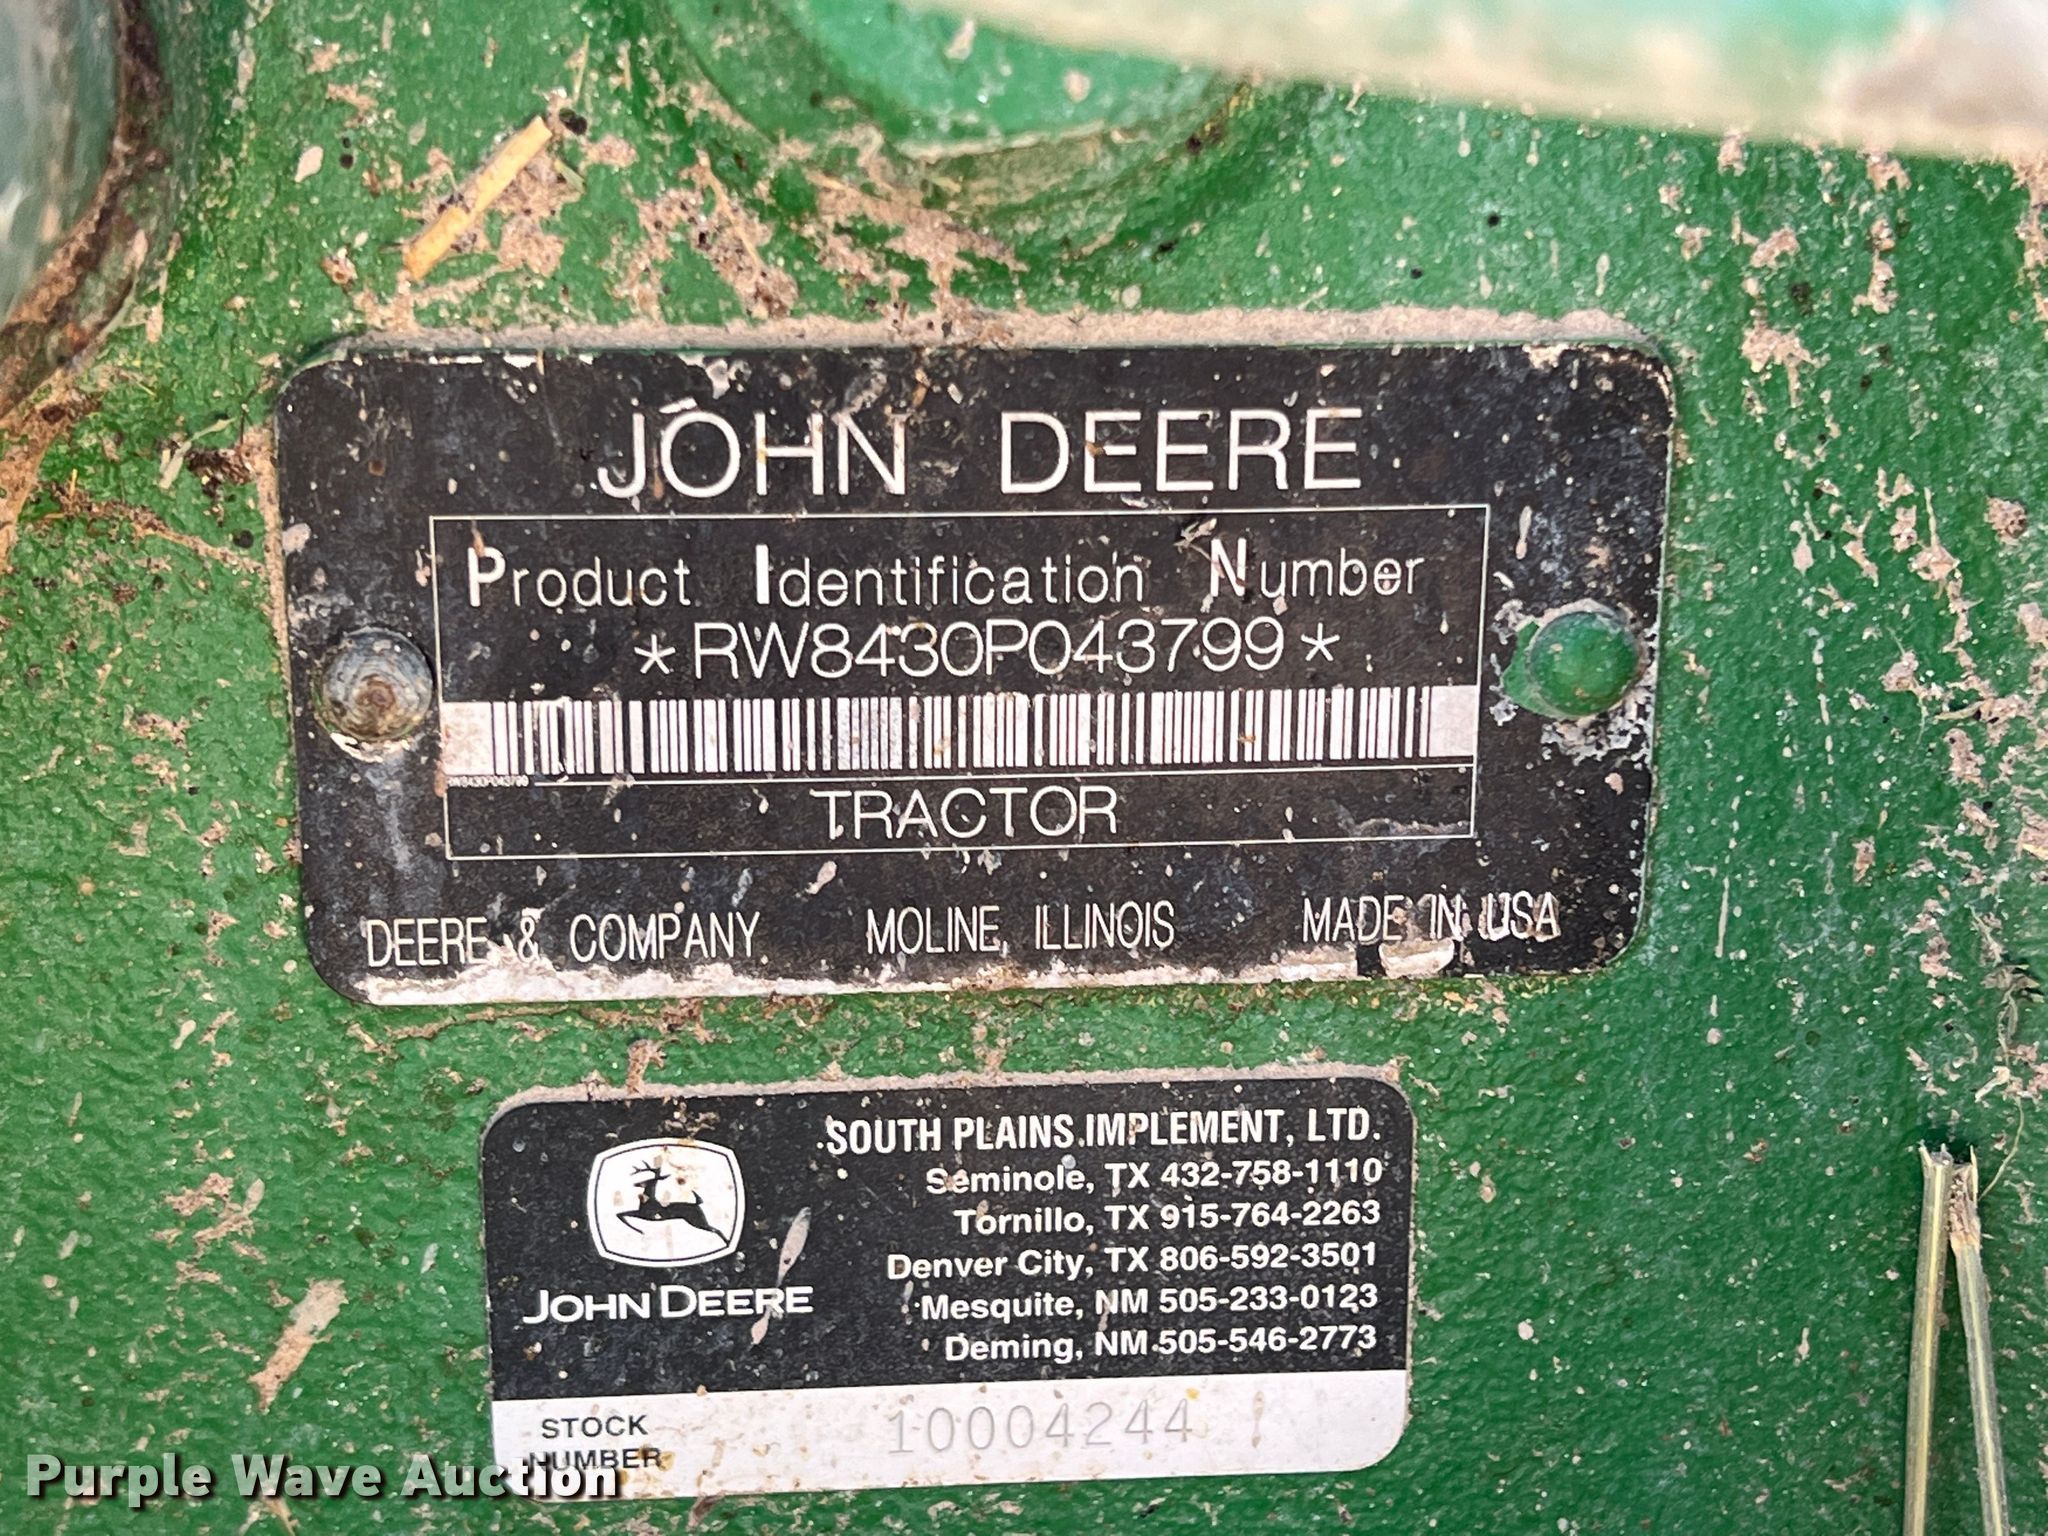 JOHN DEERE
Product Identification Number
*RW8430P043799*
RW8430P043799
TRACTOR
DEERE & COMPANY MOLINE, ILLINOIS MADE IN USA
SOUTH PLAINS IMPLEMENT, LTD.
Seminole, TX 432-758-1110
Tornillo, TX 915-764-2263
Denver City, TX 806-592-3501
Mesquite, NM 505-233-0123
Deming, NM 505-546-2773
JOHN DEERE
STOCK NUMBER 10004244
Purple Wave Auction